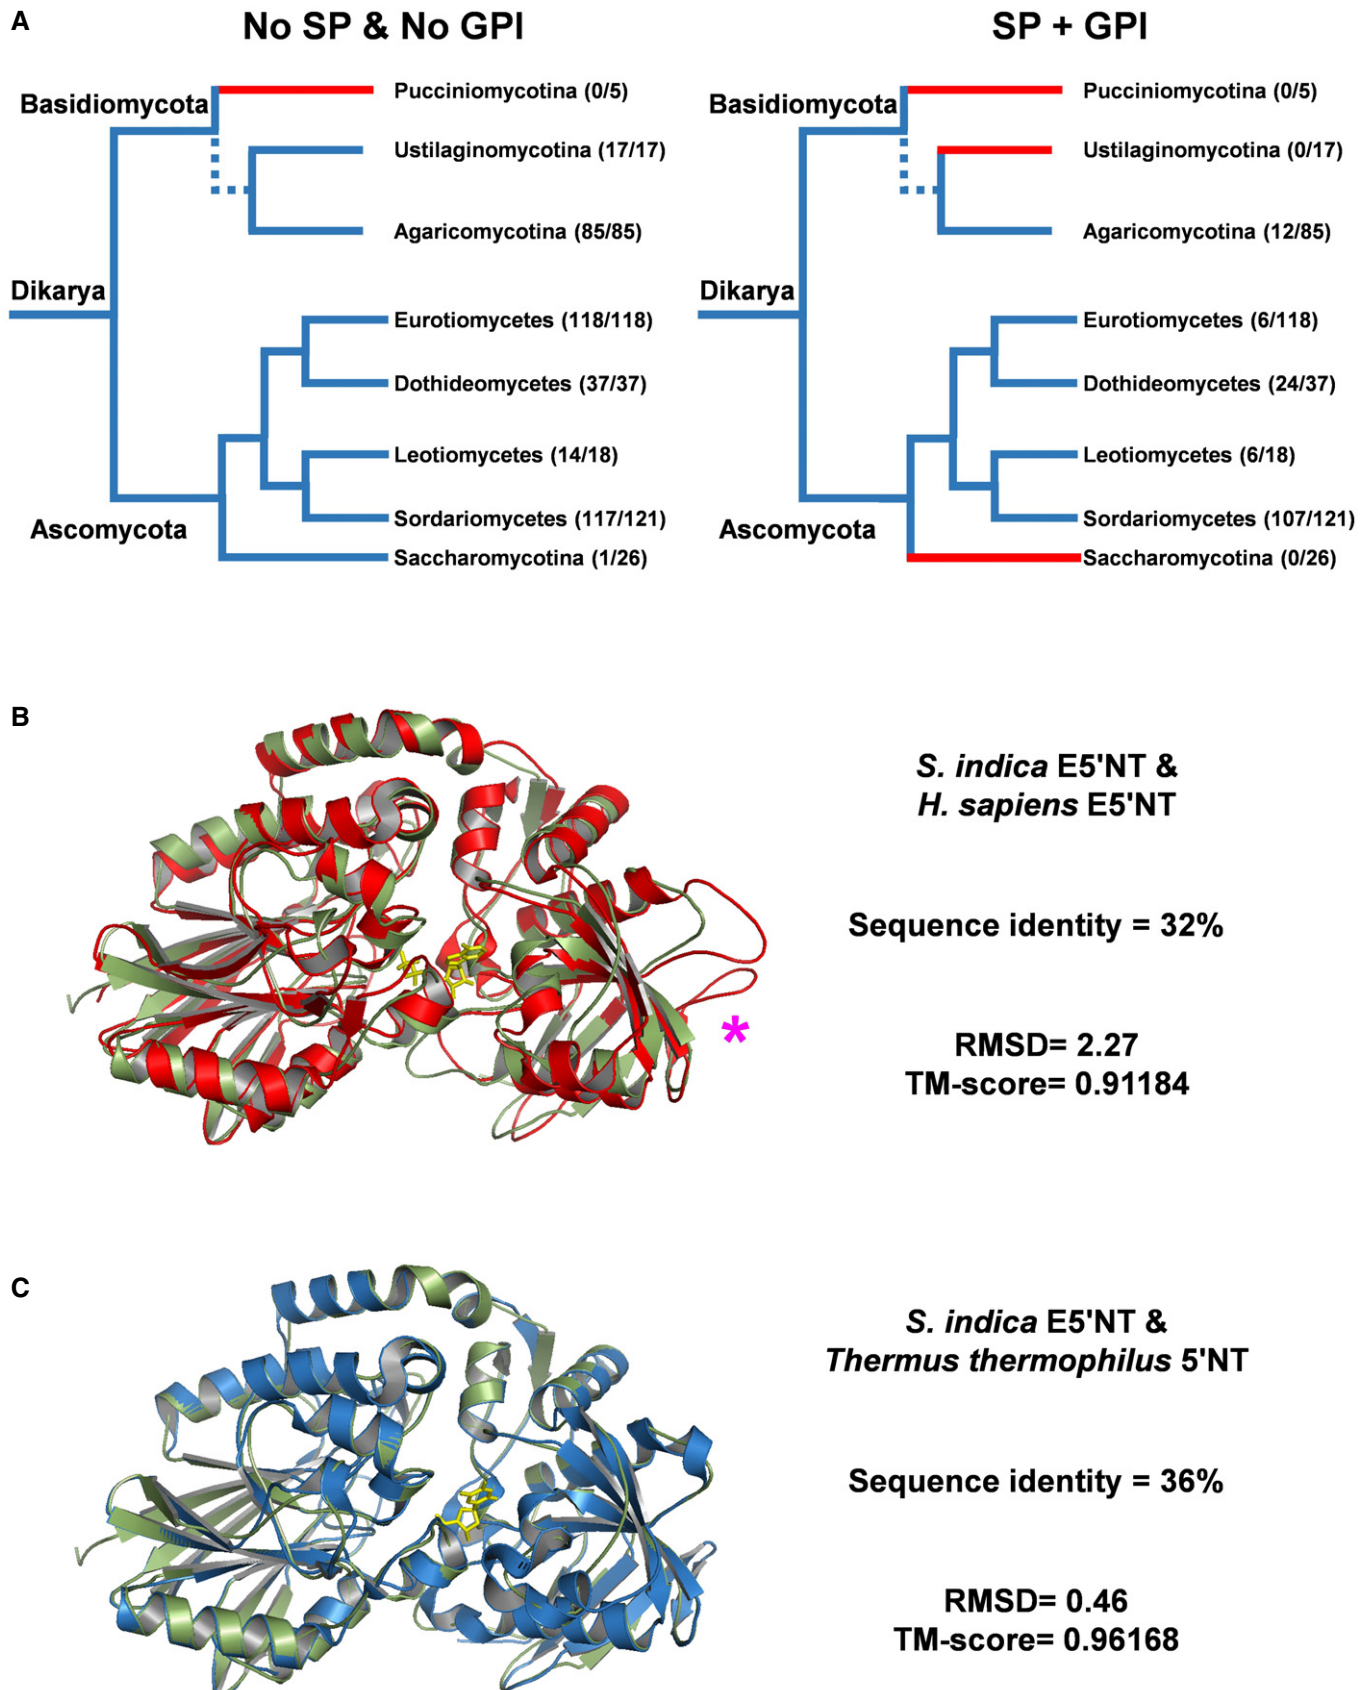 A
No SP & No GPI
Dikarya
Basidiomycota
Pucciniomycotina (0/5)
Ustilaginomycotina (17/17)
Agaricomycotina (85/85)
Ascomycota
Eurotiomycetes (118/118)
Dothideomycetes (37/37)
Leotiomycetes (14/18)
Sordariomycetes (117/121)
Saccharomycotina (1/26)
SP + GPI
Dikarya
Basidiomycota
Pucciniomycotina (0/5)
Ustilaginomycotina (0/17)
Agaricomycotina (12/85)
Ascomycota
Eurotiomycetes (6/118)
Dothideomycetes (24/37)
Leotiomycetes (6/18)
Sordariomycetes (107/121)
Saccharomycotina (0/26)
B
*
S. indica E5'NT &
H. sapiens E5'NT
Sequence identity = 32%
RMSD= 2.27
TM-score= 0.91184
C
S. indica E5'NT &
Thermus thermophilus 5'NT
Sequence identity = 36%
RMSD= 0.46
TM-score= 0.96168